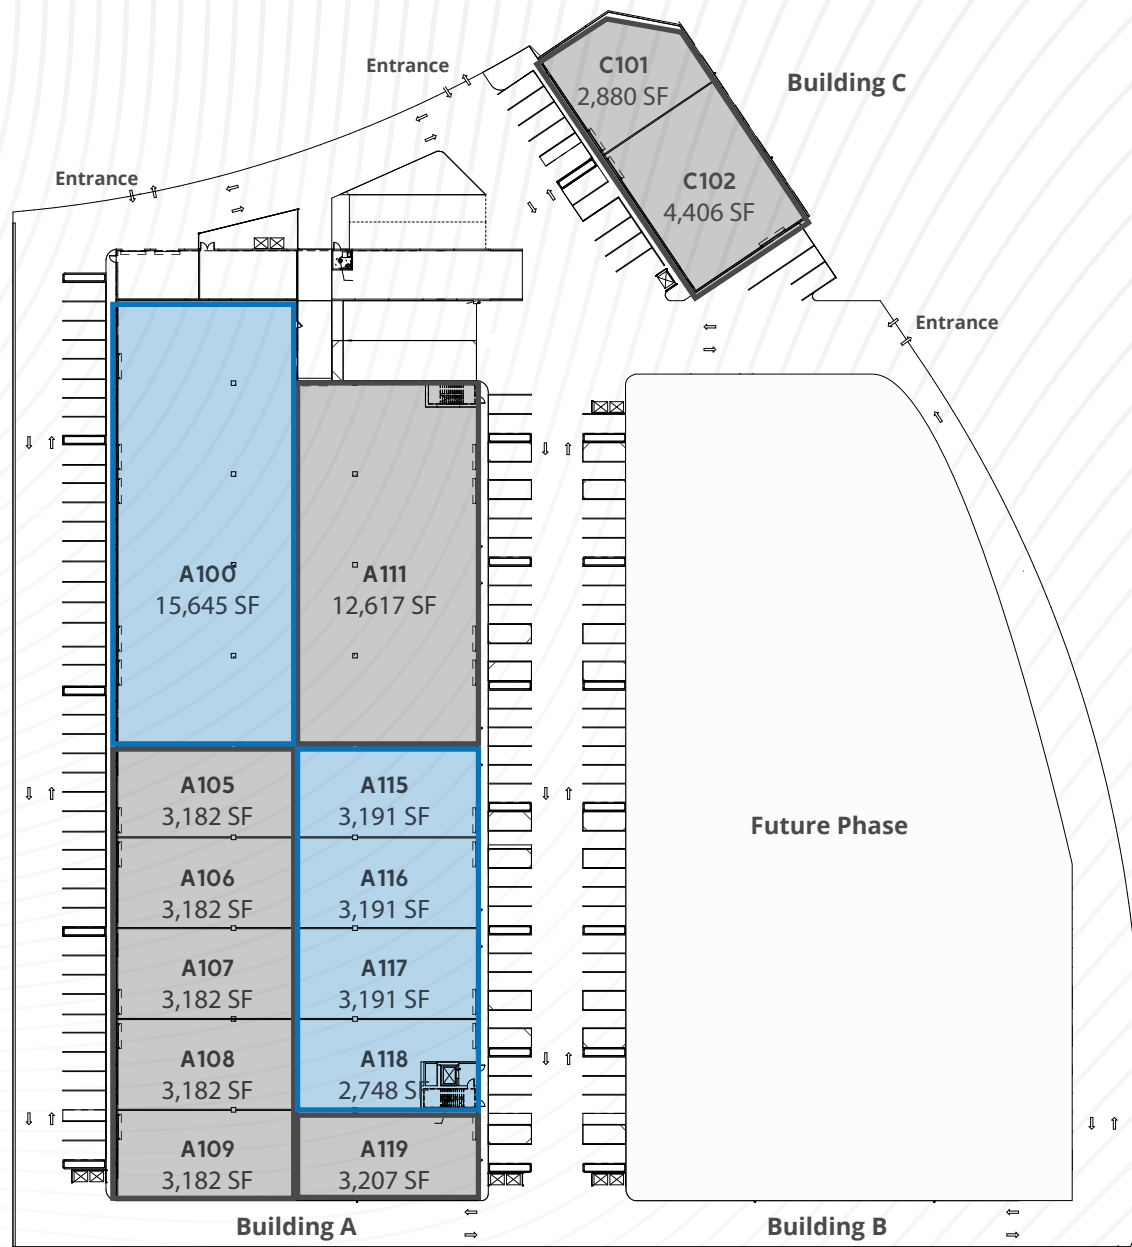 Entrance
Building C
C101
2,880 SF
Entrance
C102
4,406 SF
Entrance
A100
15,645 SF
A111
12,617 SF
A105
3,182 SF
A115
3,191 SF
Future Phase
A106
3,182 SF
A116
3,191 SF
A107
3,182 SF
A117
3,191 SF
A108
3,182 SF
A118
2,748 SF
A109
3,182 SF
A119
3,207 SF
Building A
Building B